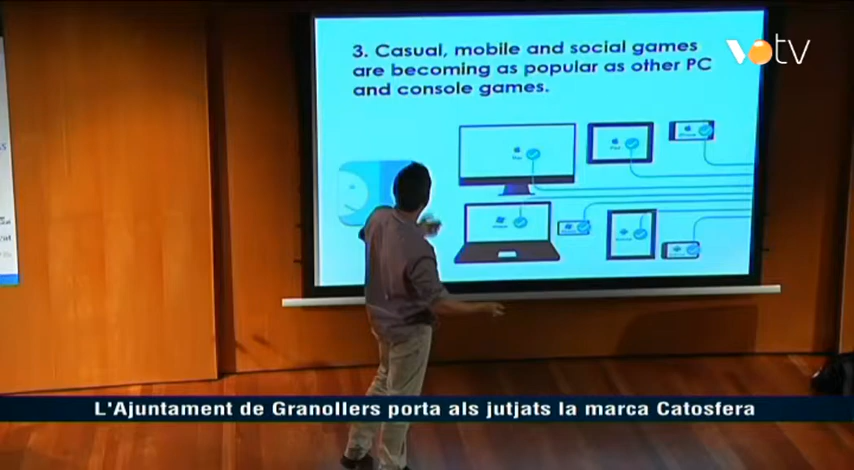 3. Casual, mobile and social games
are becoming as popular as other PC
and console games.
votv
L'Ajuntament de Granollers porta als jutjats la marca Catosfera